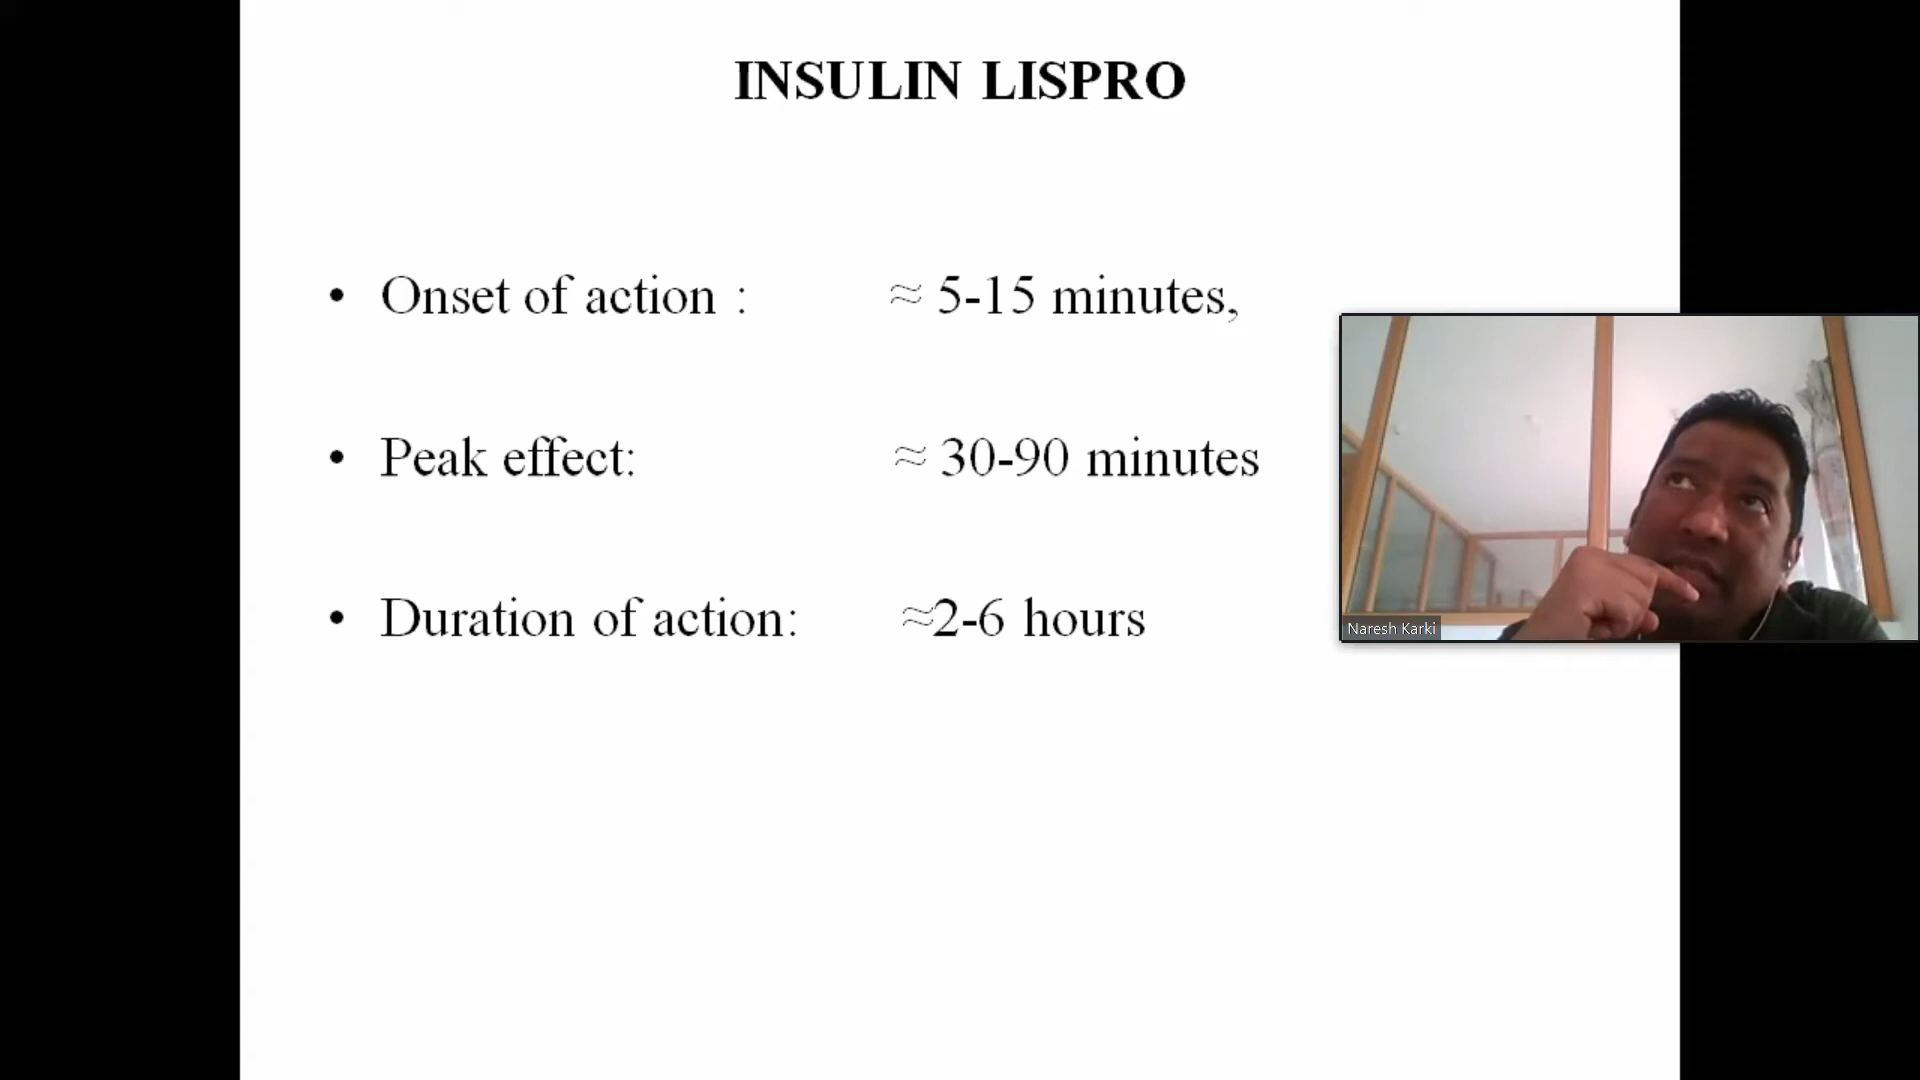 INSULIN LISPRO
• Onset of action : ≈ 5-15 minutes,
• Peak effect: ≈ 30-90 minutes
• Duration of action: ≈2-6 hours
Naresh Karki